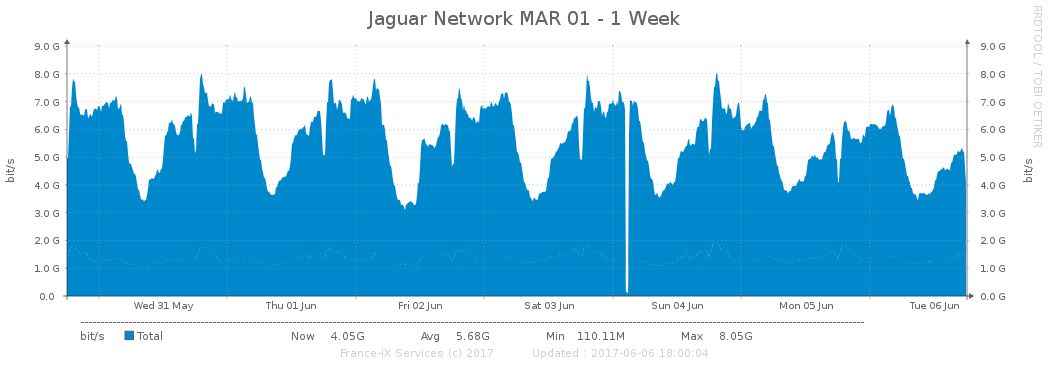 Jaguar Network MAR 01 - 1 Week
RRDTOOL / TOBI OETIKER
9.0 G 9.0 G
8.0 G 8.0 G
7.0 G 7.0 G
6.0 G 6.0 G
5.0 G 5.0 G
4.0 G 4.0 G
3.0 G 3.0 G
2.0 G 2.0 G
1.0 G 1.0 G
0.0 0.0 G
bit/s bit/s
Wed 31 May Thu 01 Jun Fri 02 Jun Sat 03 Jun Sun 04 Jun Mon 05 Jun Tue 06 Jun
bit/s Total Now 4.05G Avg 5.68G Min 110.11M Max 8.05G
France-IX Services (c) 2017 Updated : 2017-06-06 18:00:04